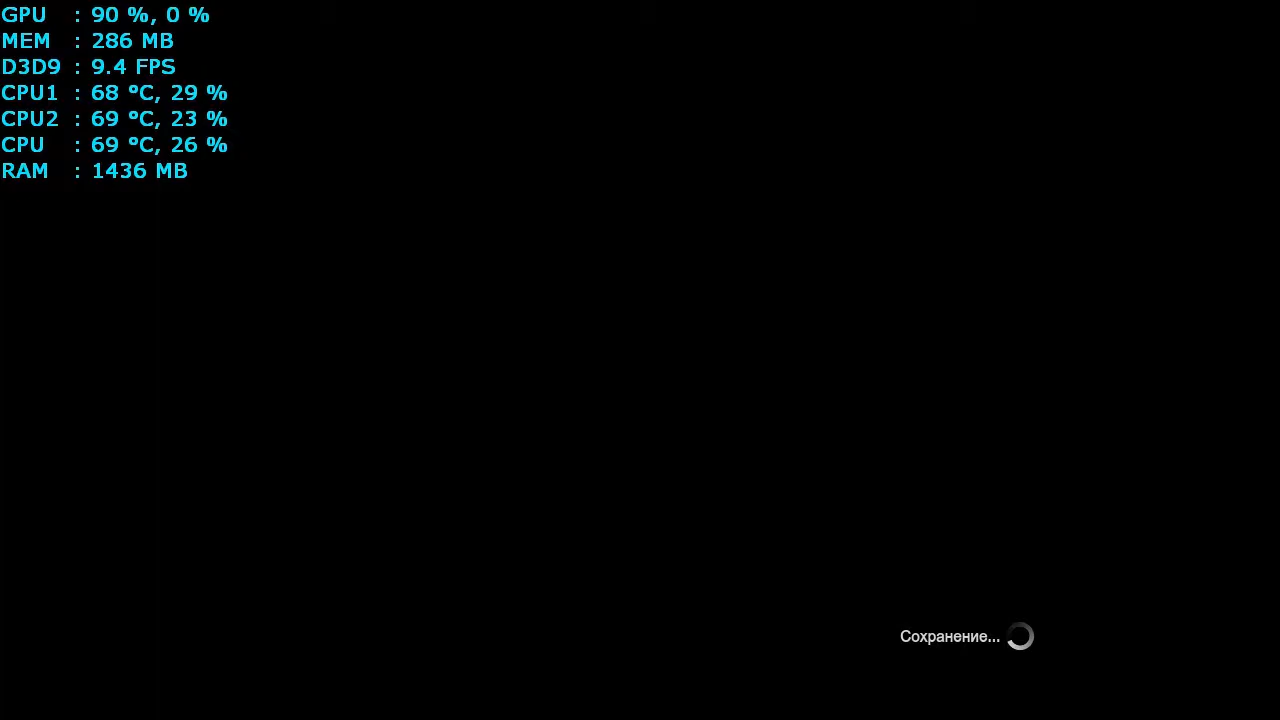 GPU : 90 %, 0 %
MEM : 286 MB
D3D9 : 9.4 FPS
CPU1 : 68 °C, 29 %
CPU2 : 69 °C, 23 %
CPU : 69 °C, 26 %
RAM : 1436 MB
Сохранение...